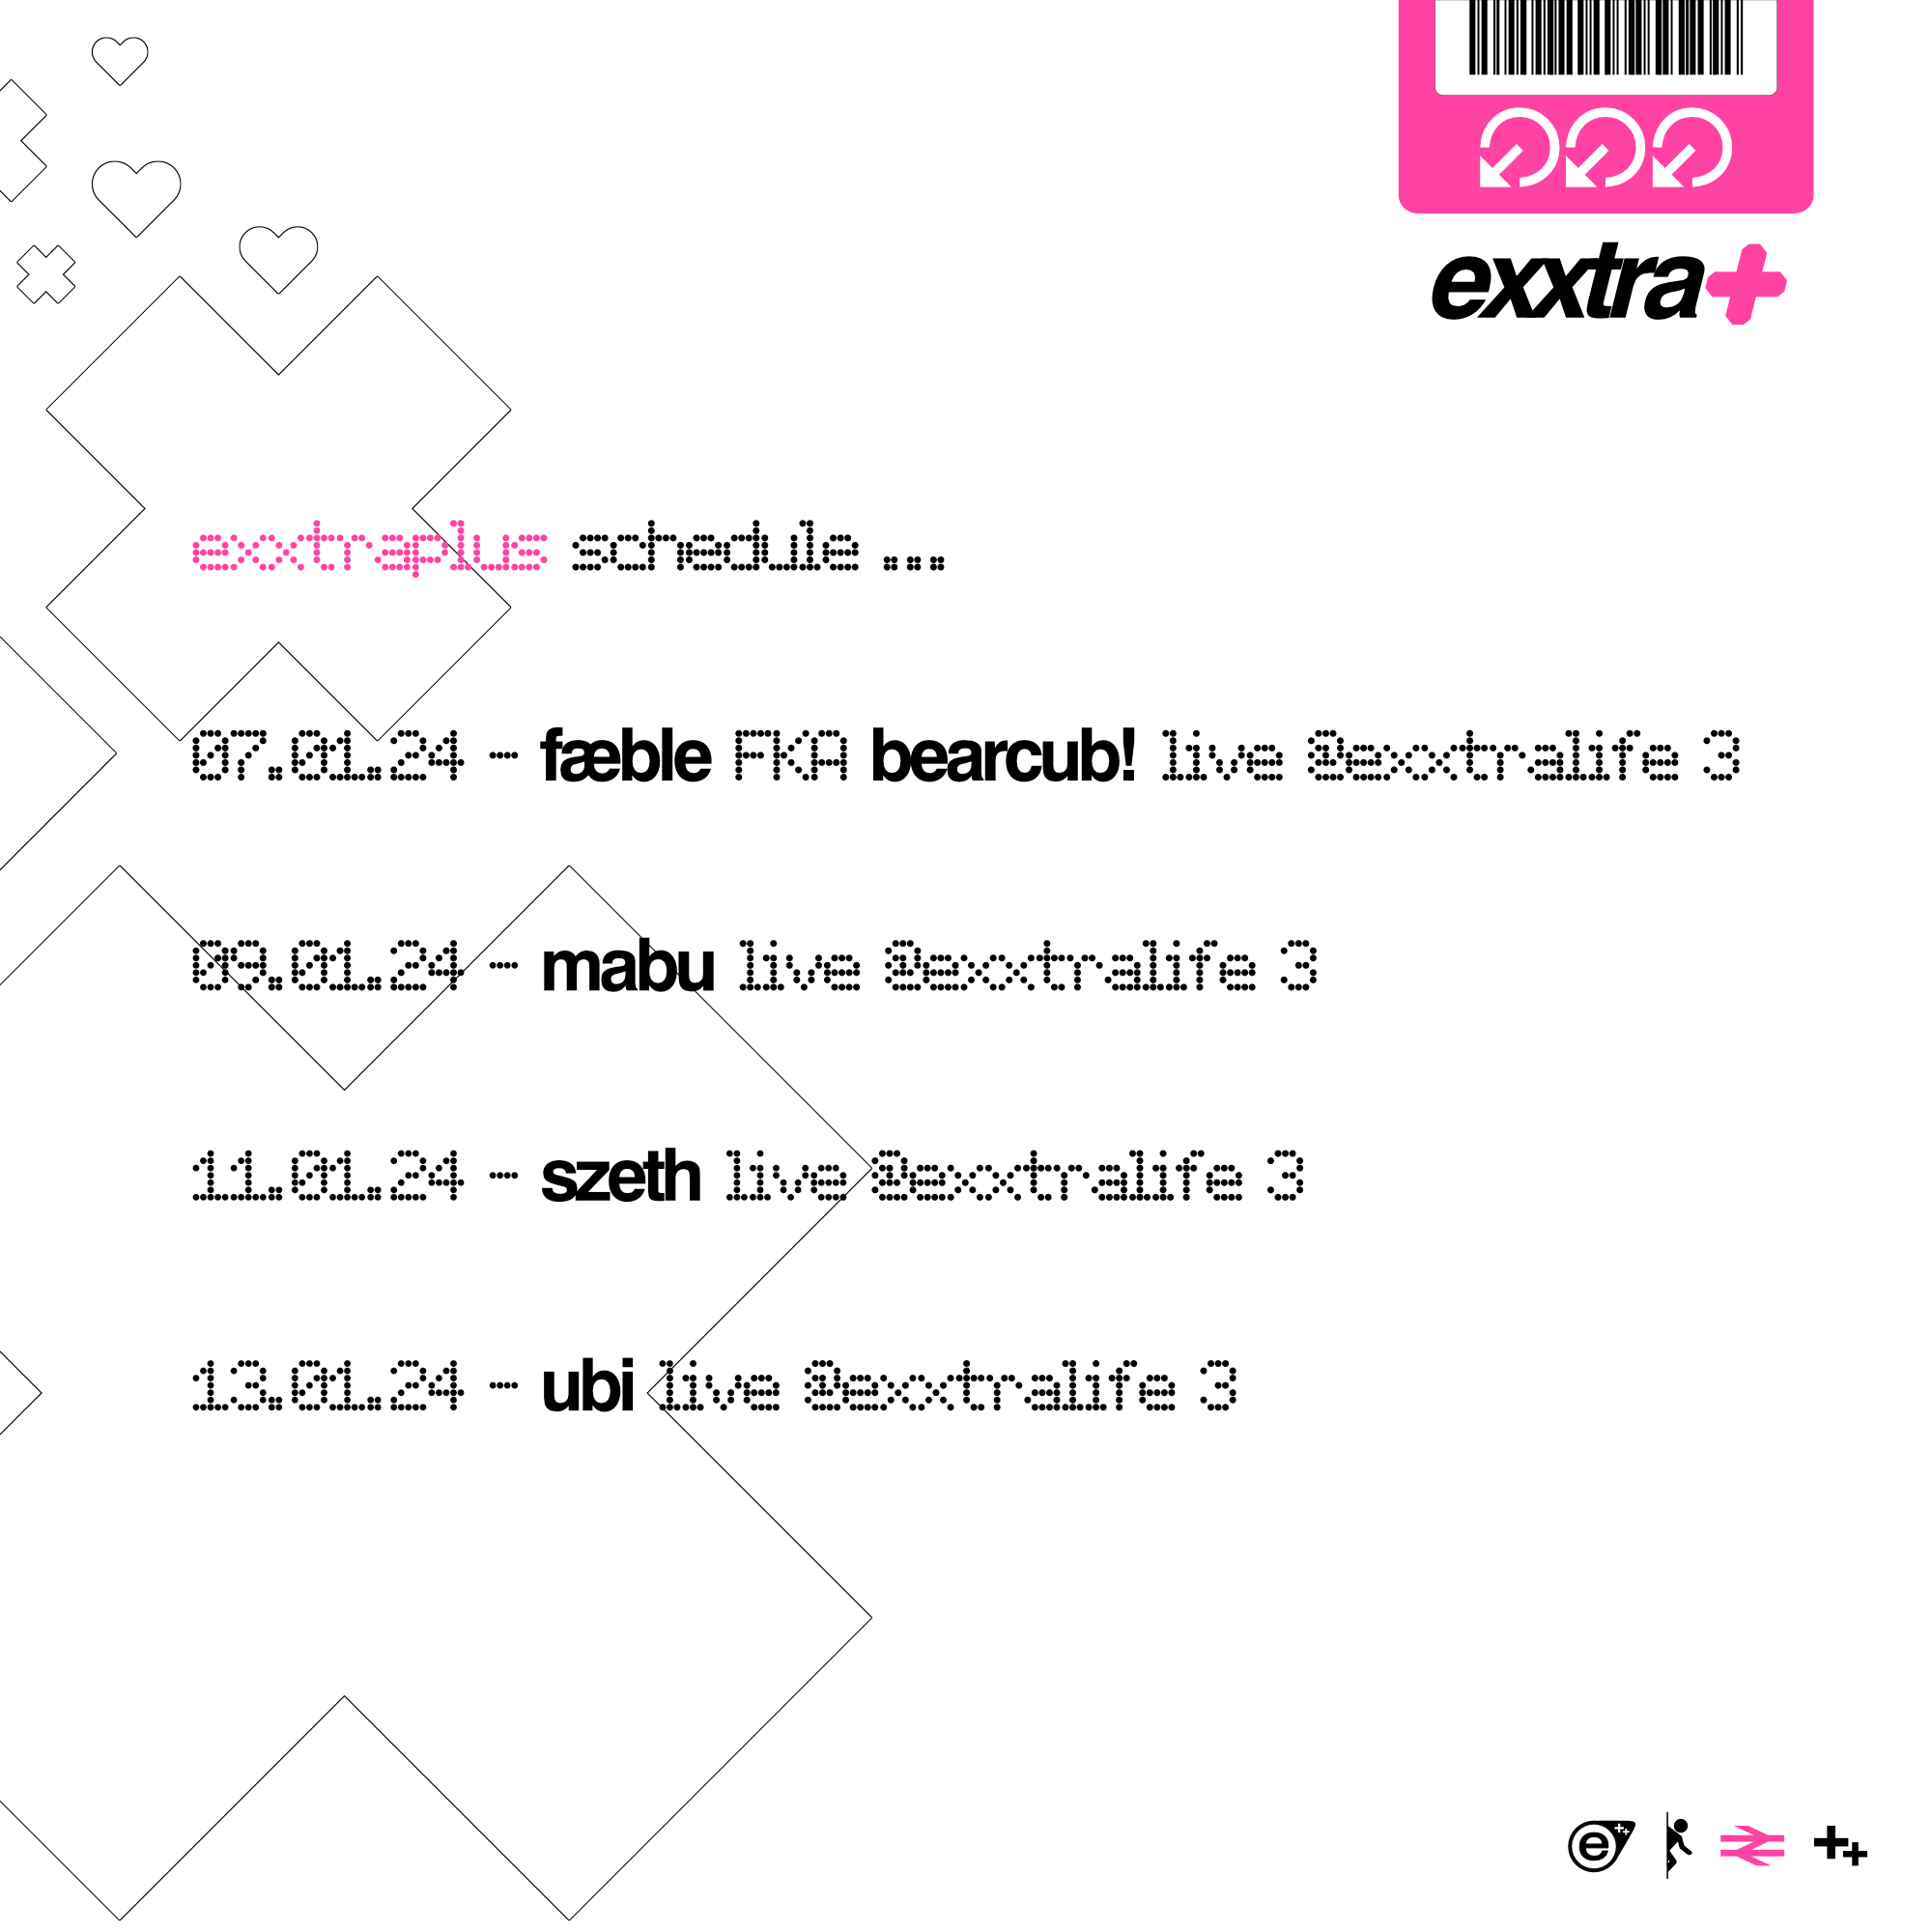 exxtra+
exxtraplus schedule ...
07.01.24 - fæble FKA bearcub! live @exxtralife 3
09.01.24 - mabu live @exxtralife 3
11.01.24 - szeth live @exxtralife 3
13.01.24 - ubi live @exxtralife 3
e++ ++